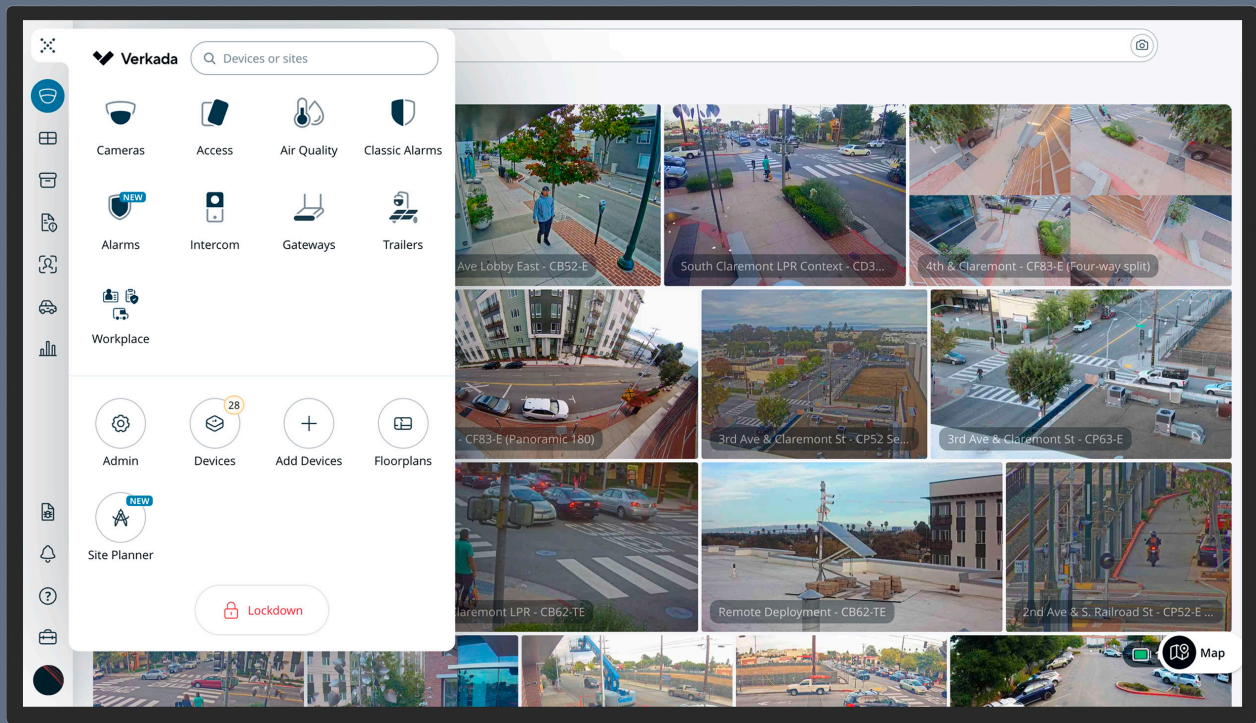 Verkada
Devices or sites
Cameras
Access
Air Quality
Classic Alarms
NEW
Alarms
Intercom
Gateways
Trailers
Workplace
28
Admin
Devices
Add Devices
Floorplans
NEW
Site Planner
Lockdown
Ave Lobby East - CB52-E
South Claremont LPR Context - CD3...
4th & Claremont - CF83-E (Four-way split)
- CF83-E (Panoramic 180)
3rd Ave & Claremont St - CP52 Se...
3rd Ave & Claremont St - CP63-E
laremont LPR - CB62-TE
Remote Deployment - CB62-TE
2nd Ave & S. Railroad St - CP52-E ...
Map